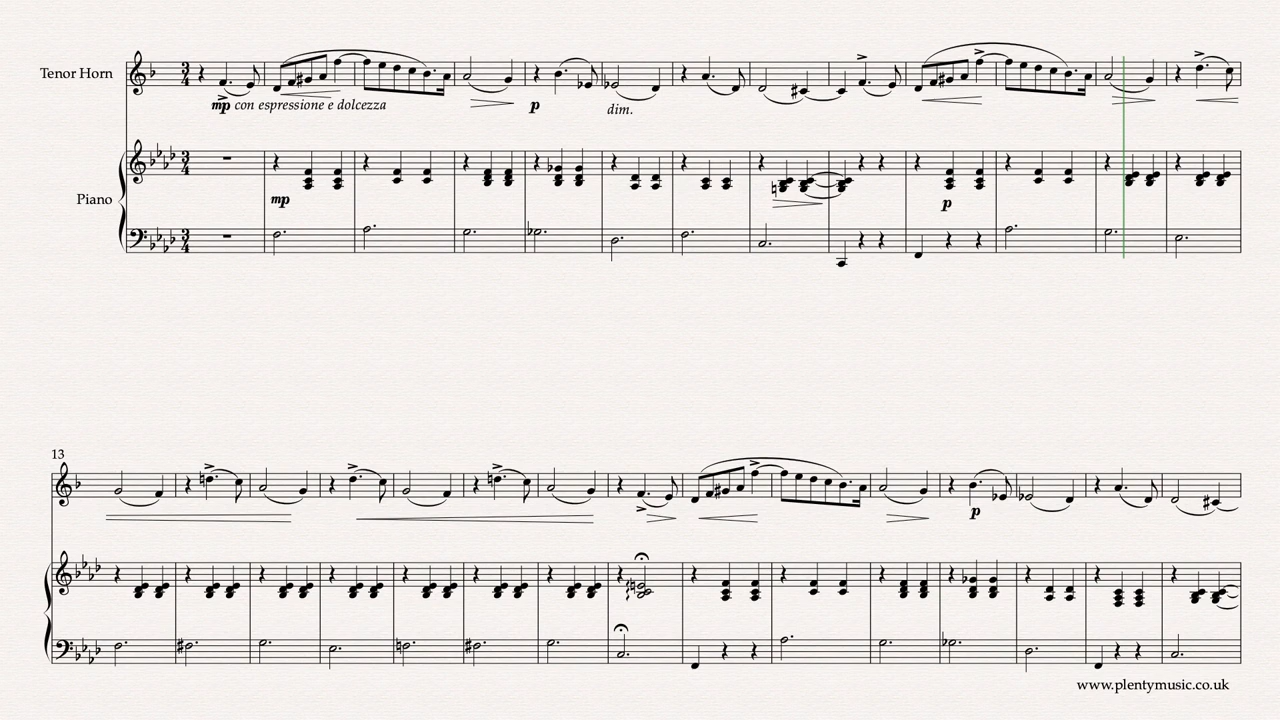 Tenor Horn
mp con espressione e dolcezza
p
dim.
Piano
mp
p
13
p
www.plentymusic.co.uk